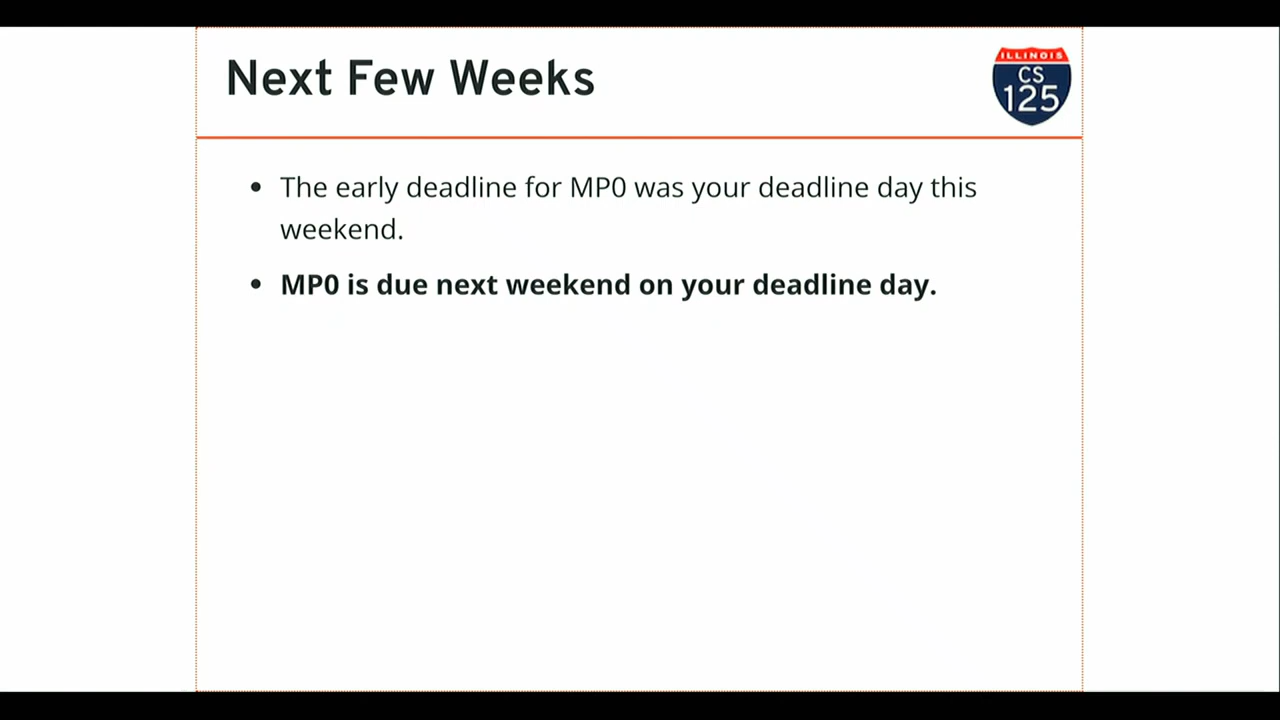 Next Few Weeks
ILLINOIS
CS
125
The early deadline for MP0 was your deadline day this
weekend.
MP0 is due next weekend on your deadline day.